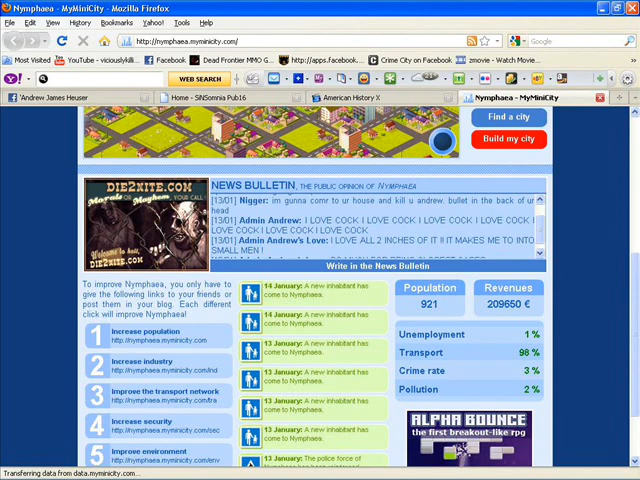 Nymphaea - MyMiniCity - Mozilla Firefox
File Edit View History Bookmarks Yahoo! Tools Help
http://nymphaea.myminicity.com/
Google
Most Visited YouTube - viciouslykilli... Facebook Dead Frontier MMO G... http://apps.facebook... Crime City on Facebook zmovie - Watch Movie...
Y! WEB SEARCH
'Andrew James Heuser Home - SiNSomnia Pub16 American History X Nymphaea - MyMiniCity
Find a city
Build my city
DIE2NITE.COM
Morals or Mayhem, YOUR CALL
Welcome to hell,
DIE2NITE.COM
NEWS BULLETIN, THE PUBLIC OPINION OF NYMPHAEA
[13/01] Nigger: im gunna comr to ur house and kill u andrew. bullet in the back of ur
head
[13/01] Admin Andrew: I LOVE COCK I LOVE COCK I LOVE COCK I LOVE COCK I
LOVE COCK I LOVE COCK I LOVE COCK
[13/01] Admin Andrew's Love: I LOVE ALL 2 INCHES OF IT !! IT MAKES ME TO INTO
SMALL MEN !
Write in the News Bulletin
To improve Nymphaea, you only have to
give the following links to your friends or
post them in your blog. Each different
click will improve Nymphaea!
1 Increase population
http://nymphaea.myminicity.com/
2 Increase industry
http://nymphaea.myminicity.com/ind
3 Improve the transport network
http://nymphaea.myminicity.com/tra
4 Increase security
http://nymphaea.myminicity.com/sec
5 Improve environment
http://nymphaea.myminicity.com/env
14 January: A new inhabitant has
come to Nymphaea.
14 January: A new inhabitant has
come to Nymphaea.
13 January: A new inhabitant has
come to Nymphaea.
13 January: A new inhabitant has
come to Nymphaea.
13 January: A new inhabitant has
come to Nymphaea.
13 January: A new inhabitant has
come to Nymphaea.
13 January: The police force of
Nymphaea has been reinforced
Population
921
Revenues
209650 €
Unemployment 1 %
Transport 98 %
Crime rate 3 %
Pollution 2 %
ALPHA BOUNCE
the first breakout-like rpg
Transferring data from data.myminicity.com...